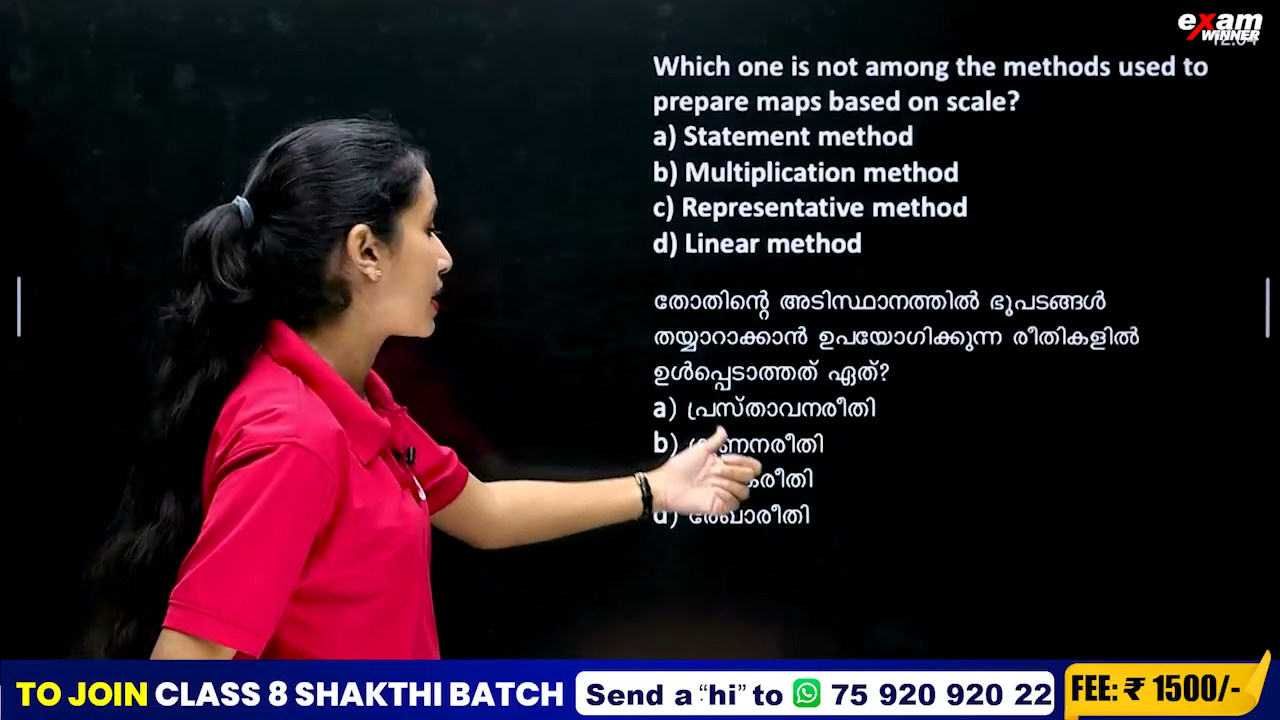 exam
WINNER
Which one is not among the methods used to
prepare maps based on scale?
a) Statement method
b) Multiplication method
c) Representative method
d) Linear method
തോതിന്റെ അടിസ്ഥാനത്തിൽ ഭൂപടങ്ങൾ
തയ്യാറാക്കാൻ ഉപയോഗിക്കുന്ന രീതികളിൽ
ഉൾപ്പെടാത്തത് ഏത്?
a) പ്രസ്താവനരീതി
b)
d) രേഖാരീതി
TO JOIN CLASS 8 SHAKTHI BATCH
Send a “hi” to 75 920 920 22
FEE:- ₹ 1500/-